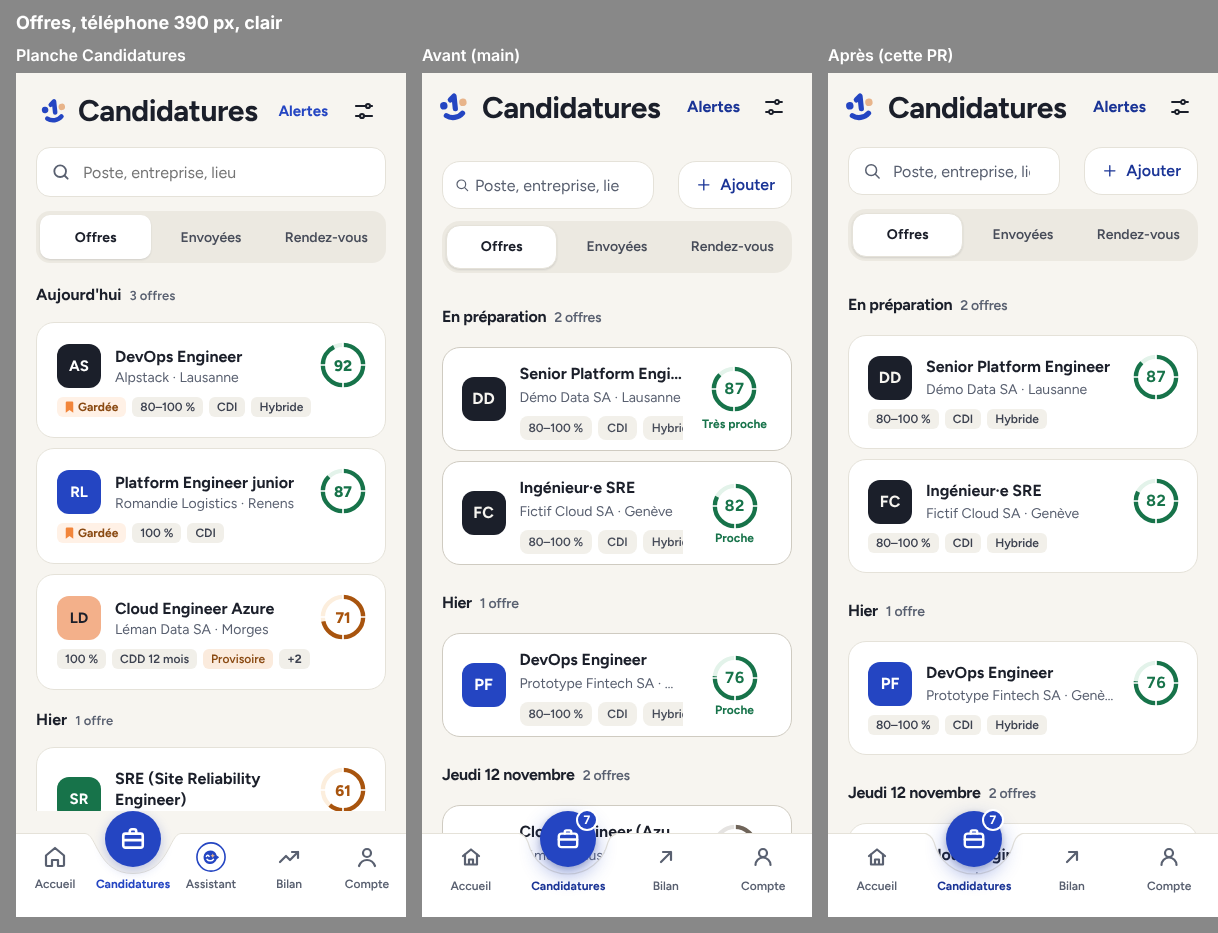 Offres, téléphone 390 px, clair
Planche Candidatures
Candidatures
Alertes
Poste, entreprise, lieu
Offres
Envoyées
Rendez-vous
Aujourd'hui 3 offres
AS
DevOps Engineer
Alpstack · Lausanne
92
Gardée
80–100 %
CDI
Hybride
RL
Platform Engineer junior
Romandie Logistics · Renens
87
Gardée
100 %
CDI
LD
Cloud Engineer Azure
Léman Data SA · Morges
71
100 %
CDD 12 mois
Provisoire
+2
Hier 1 offre
SR
SRE (Site Reliability
Engineer)
61
Accueil
Candidatures
Assistant
Bilan
Compte
Avant (main)
Candidatures
Alertes
Poste, entreprise, lie
Ajouter
Offres
Envoyées
Rendez-vous
En préparation 2 offres
DD
Senior Platform Engi...
Démo Data SA · Lausanne
80–100 %
CDI
Hybri
87
Très proche
FC
Ingénieur·e SRE
Fictif Cloud SA · Genève
80–100 %
CDI
Hybri
82
Proche
Hier 1 offre
PF
DevOps Engineer
Prototype Fintech SA · ...
80–100 %
CDI
Hybri
76
Proche
Jeudi 12 novembre 2 offres
7
Accueil
Candidatures
Bilan
Compte
Après (cette PR)
Candidatures
Alertes
Poste, entreprise, li
Ajouter
Offres
Envoyées
Rendez-vous
En préparation 2 offres
DD
Senior Platform Engineer
Démo Data SA · Lausanne
87
80–100 %
CDI
Hybride
FC
Ingénieur·e SRE
Fictif Cloud SA · Genève
82
80–100 %
CDI
Hybride
Hier 1 offre
PF
DevOps Engineer
Prototype Fintech SA · Genè...
76
80–100 %
CDI
Hybride
Jeudi 12 novembre 2 offres
7
Accueil
Candidatures
Bilan
Compte